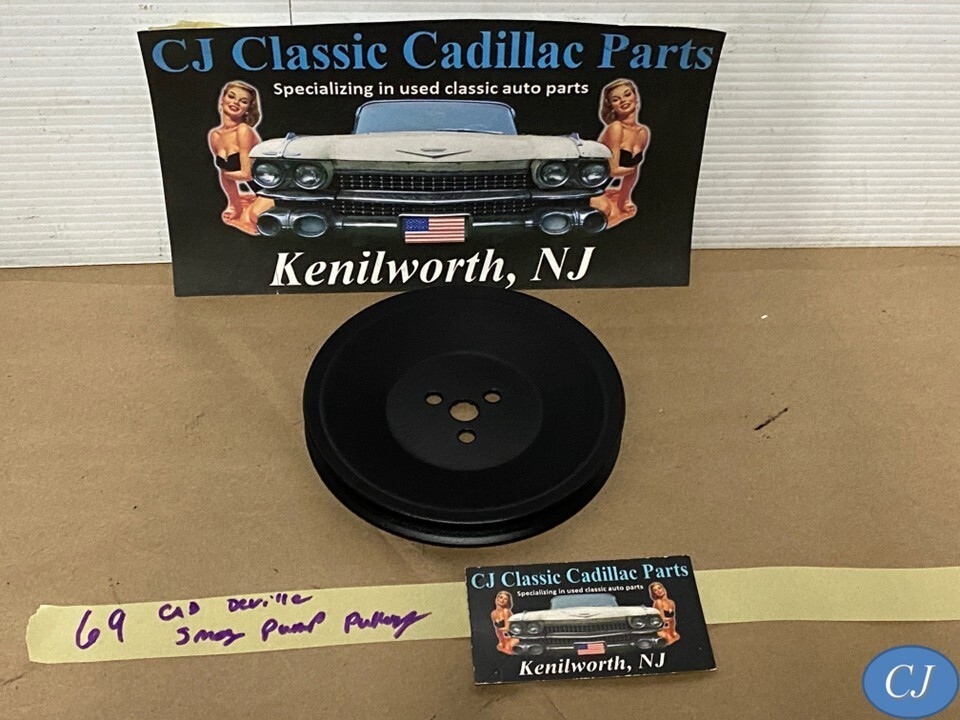 CJ Classic Cadillac Parts
Specializing in used classic auto parts
Kenilworth, NJ
69 CAD Deville
Smog Pump Pulley
CJ Classic Cadillac Parts
Specializing in used classic auto parts
Kenilworth, NJ
CJ